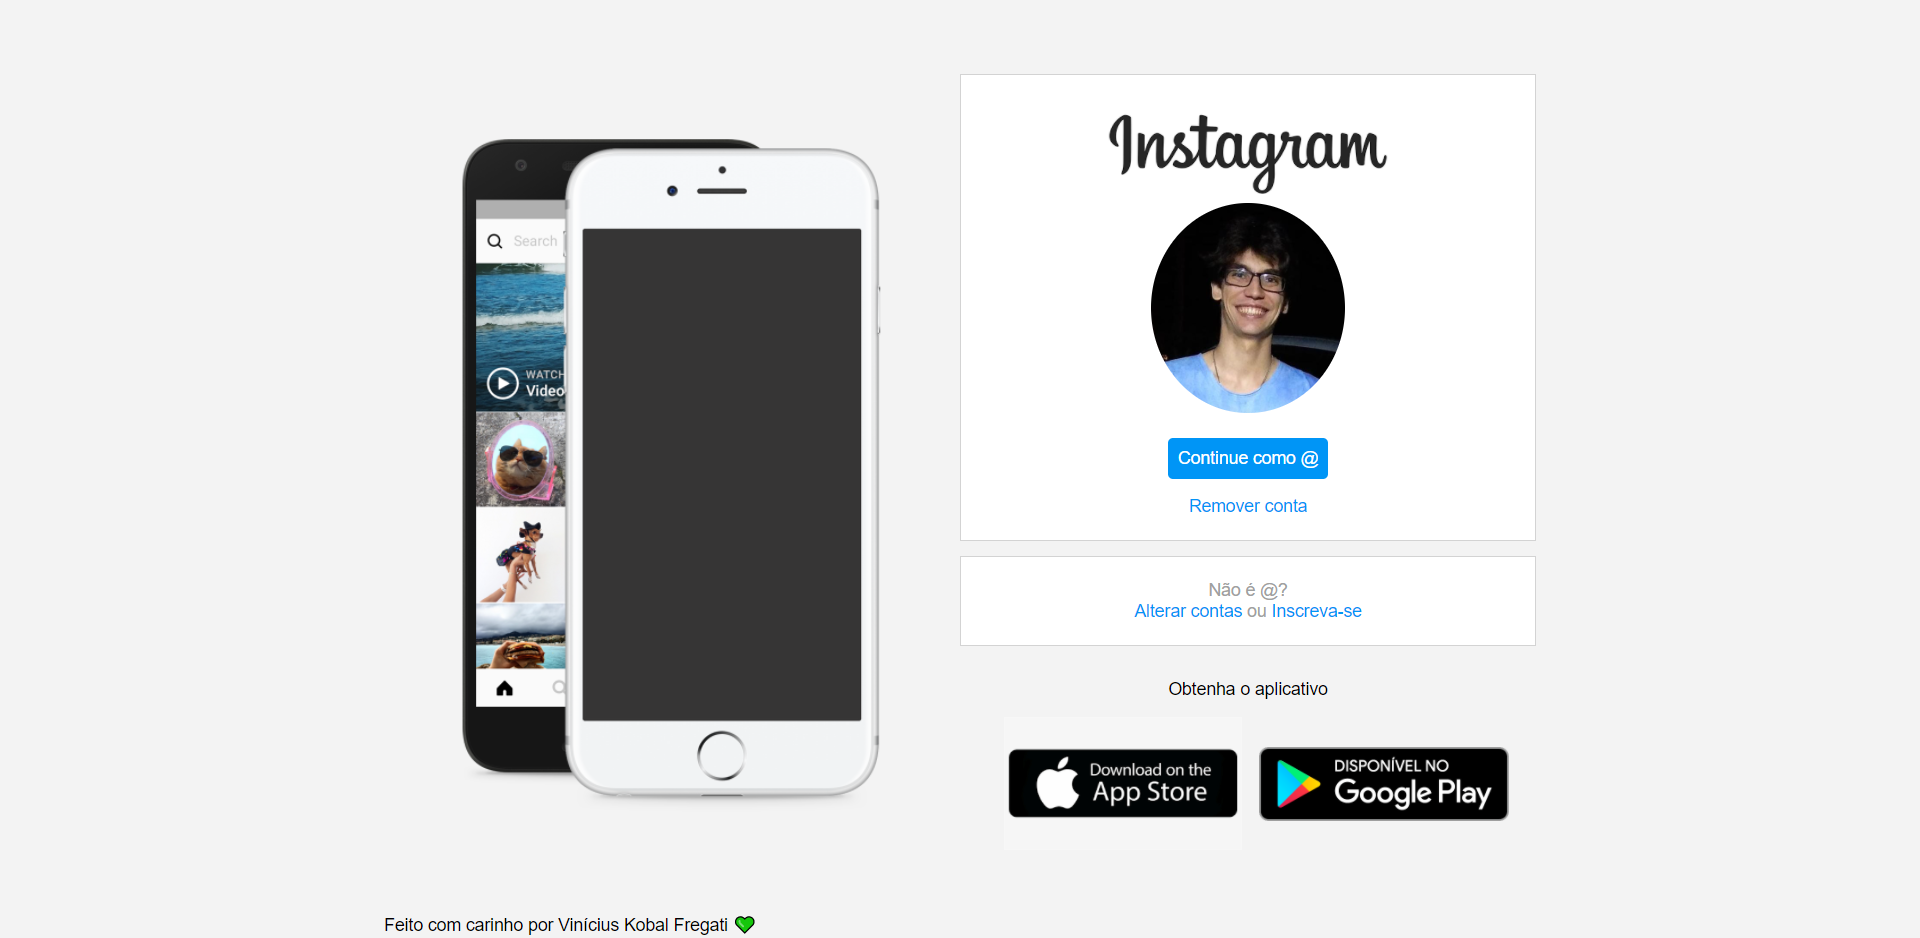 Instagram
Search
WATCH
Video
Continue como @
Remover conta
Não é @?
Alterar contas ou Inscreva-se
Obtenha o aplicativo
Download on the
App Store
DISPONÍVEL NO
Google Play
Feito com carinho por Vinícius Kobal Fregati 💚